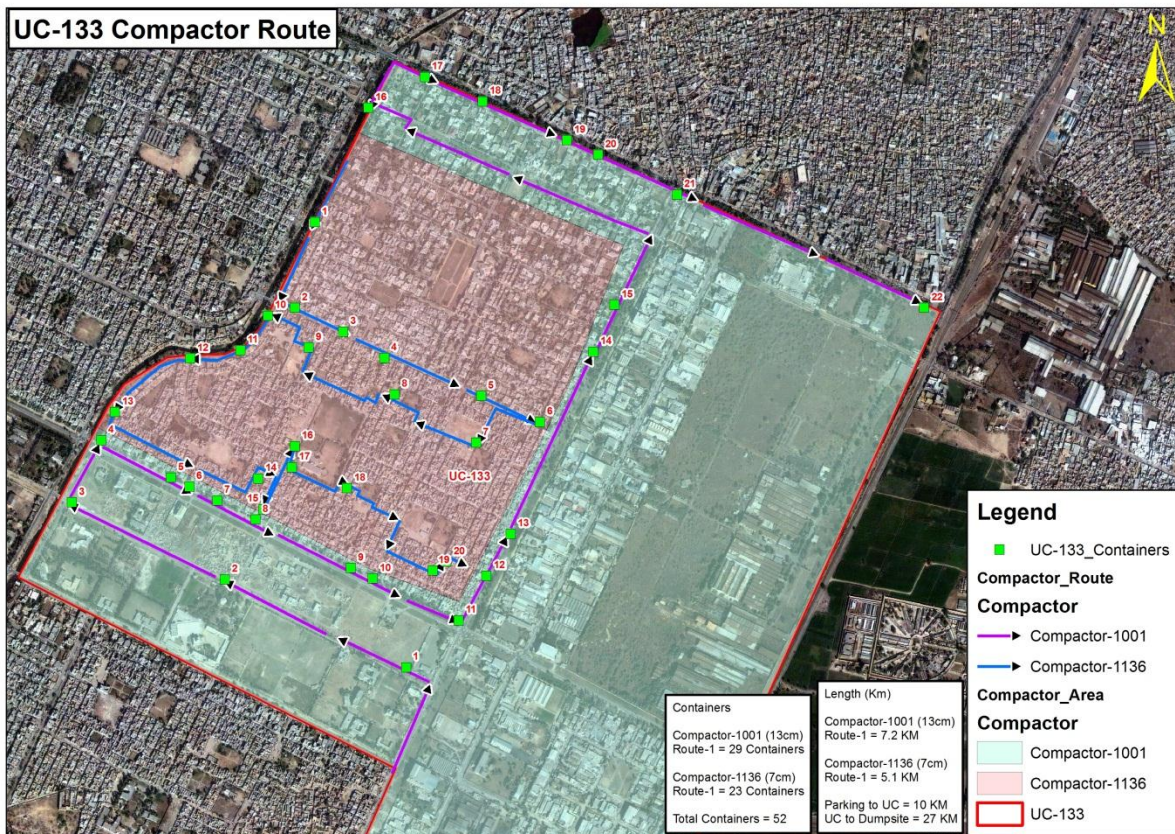 UC-133 Compactor Route
N
17
16
18
19
20
21
1
22
10
2
3
15
9
4
14
11
12
8
5
6
13
7
4
16
17
UC-133
5
6
14
18
3
7
15
8
13
9
19
20
10
12
2
11
1
Legend
UC-133_Containers
Compactor_Route
Compactor
Compactor-1001
Compactor-1136
Compactor_Area
Compactor
Compactor-1001
Compactor-1136
UC-133
Containers
Compactor-1001 (13cm)
Route-1 = 29 Containers
Compactor-1136 (7cm)
Route-1 = 23 Containers
Total Containers = 52
Length (Km)
Compactor-1001 (13cm)
Route-1 = 7.2 KM
Compactor-1136 (7cm)
Route-1 = 5.1 KM
Parking to UC = 10 KM
UC to Dumpsite = 27 KM